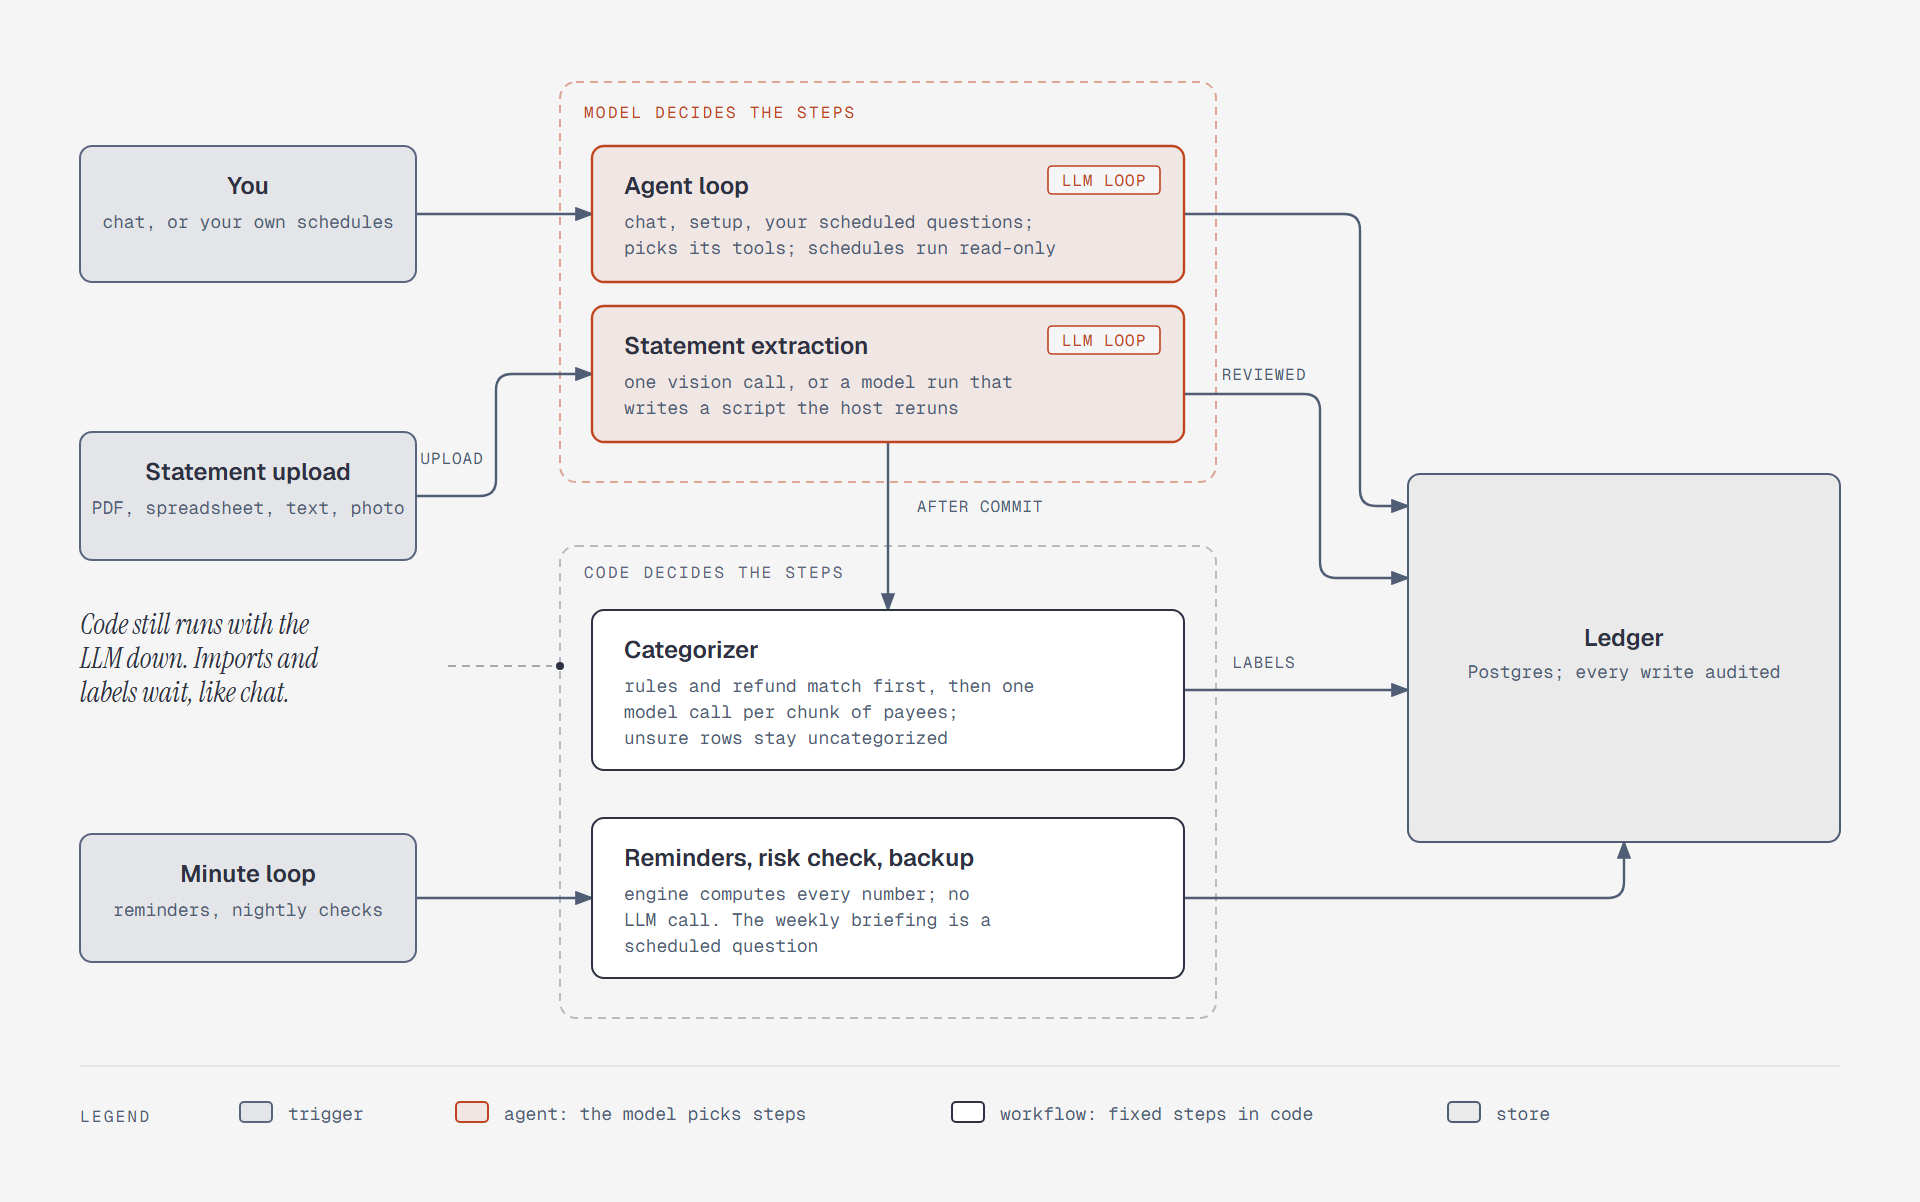 MODEL DECIDES THE STEPS
You
chat, or your own schedules
Agent loop
LLM LOOP
chat, setup, your scheduled questions;
picks its tools; schedules run read-only
Statement extraction
LLM LOOP
one vision call, or a model run that
writes a script the host reruns
REVIEWED
UPLOAD
Statement upload
PDF, spreadsheet, text, photo
AFTER COMMIT
CODE DECIDES THE STEPS
Code still runs with the
LLM down. Imports and
labels wait, like chat.
Categorizer
rules and refund match first, then one
model call per chunk of payees;
unsure rows stay uncategorized
LABELS
Ledger
Postgres; every write audited
Minute loop
reminders, nightly checks
Reminders, risk check, backup
engine computes every number; no
LLM call. The weekly briefing is a
scheduled question
LEGEND
trigger
agent: the model picks steps
workflow: fixed steps in code
store